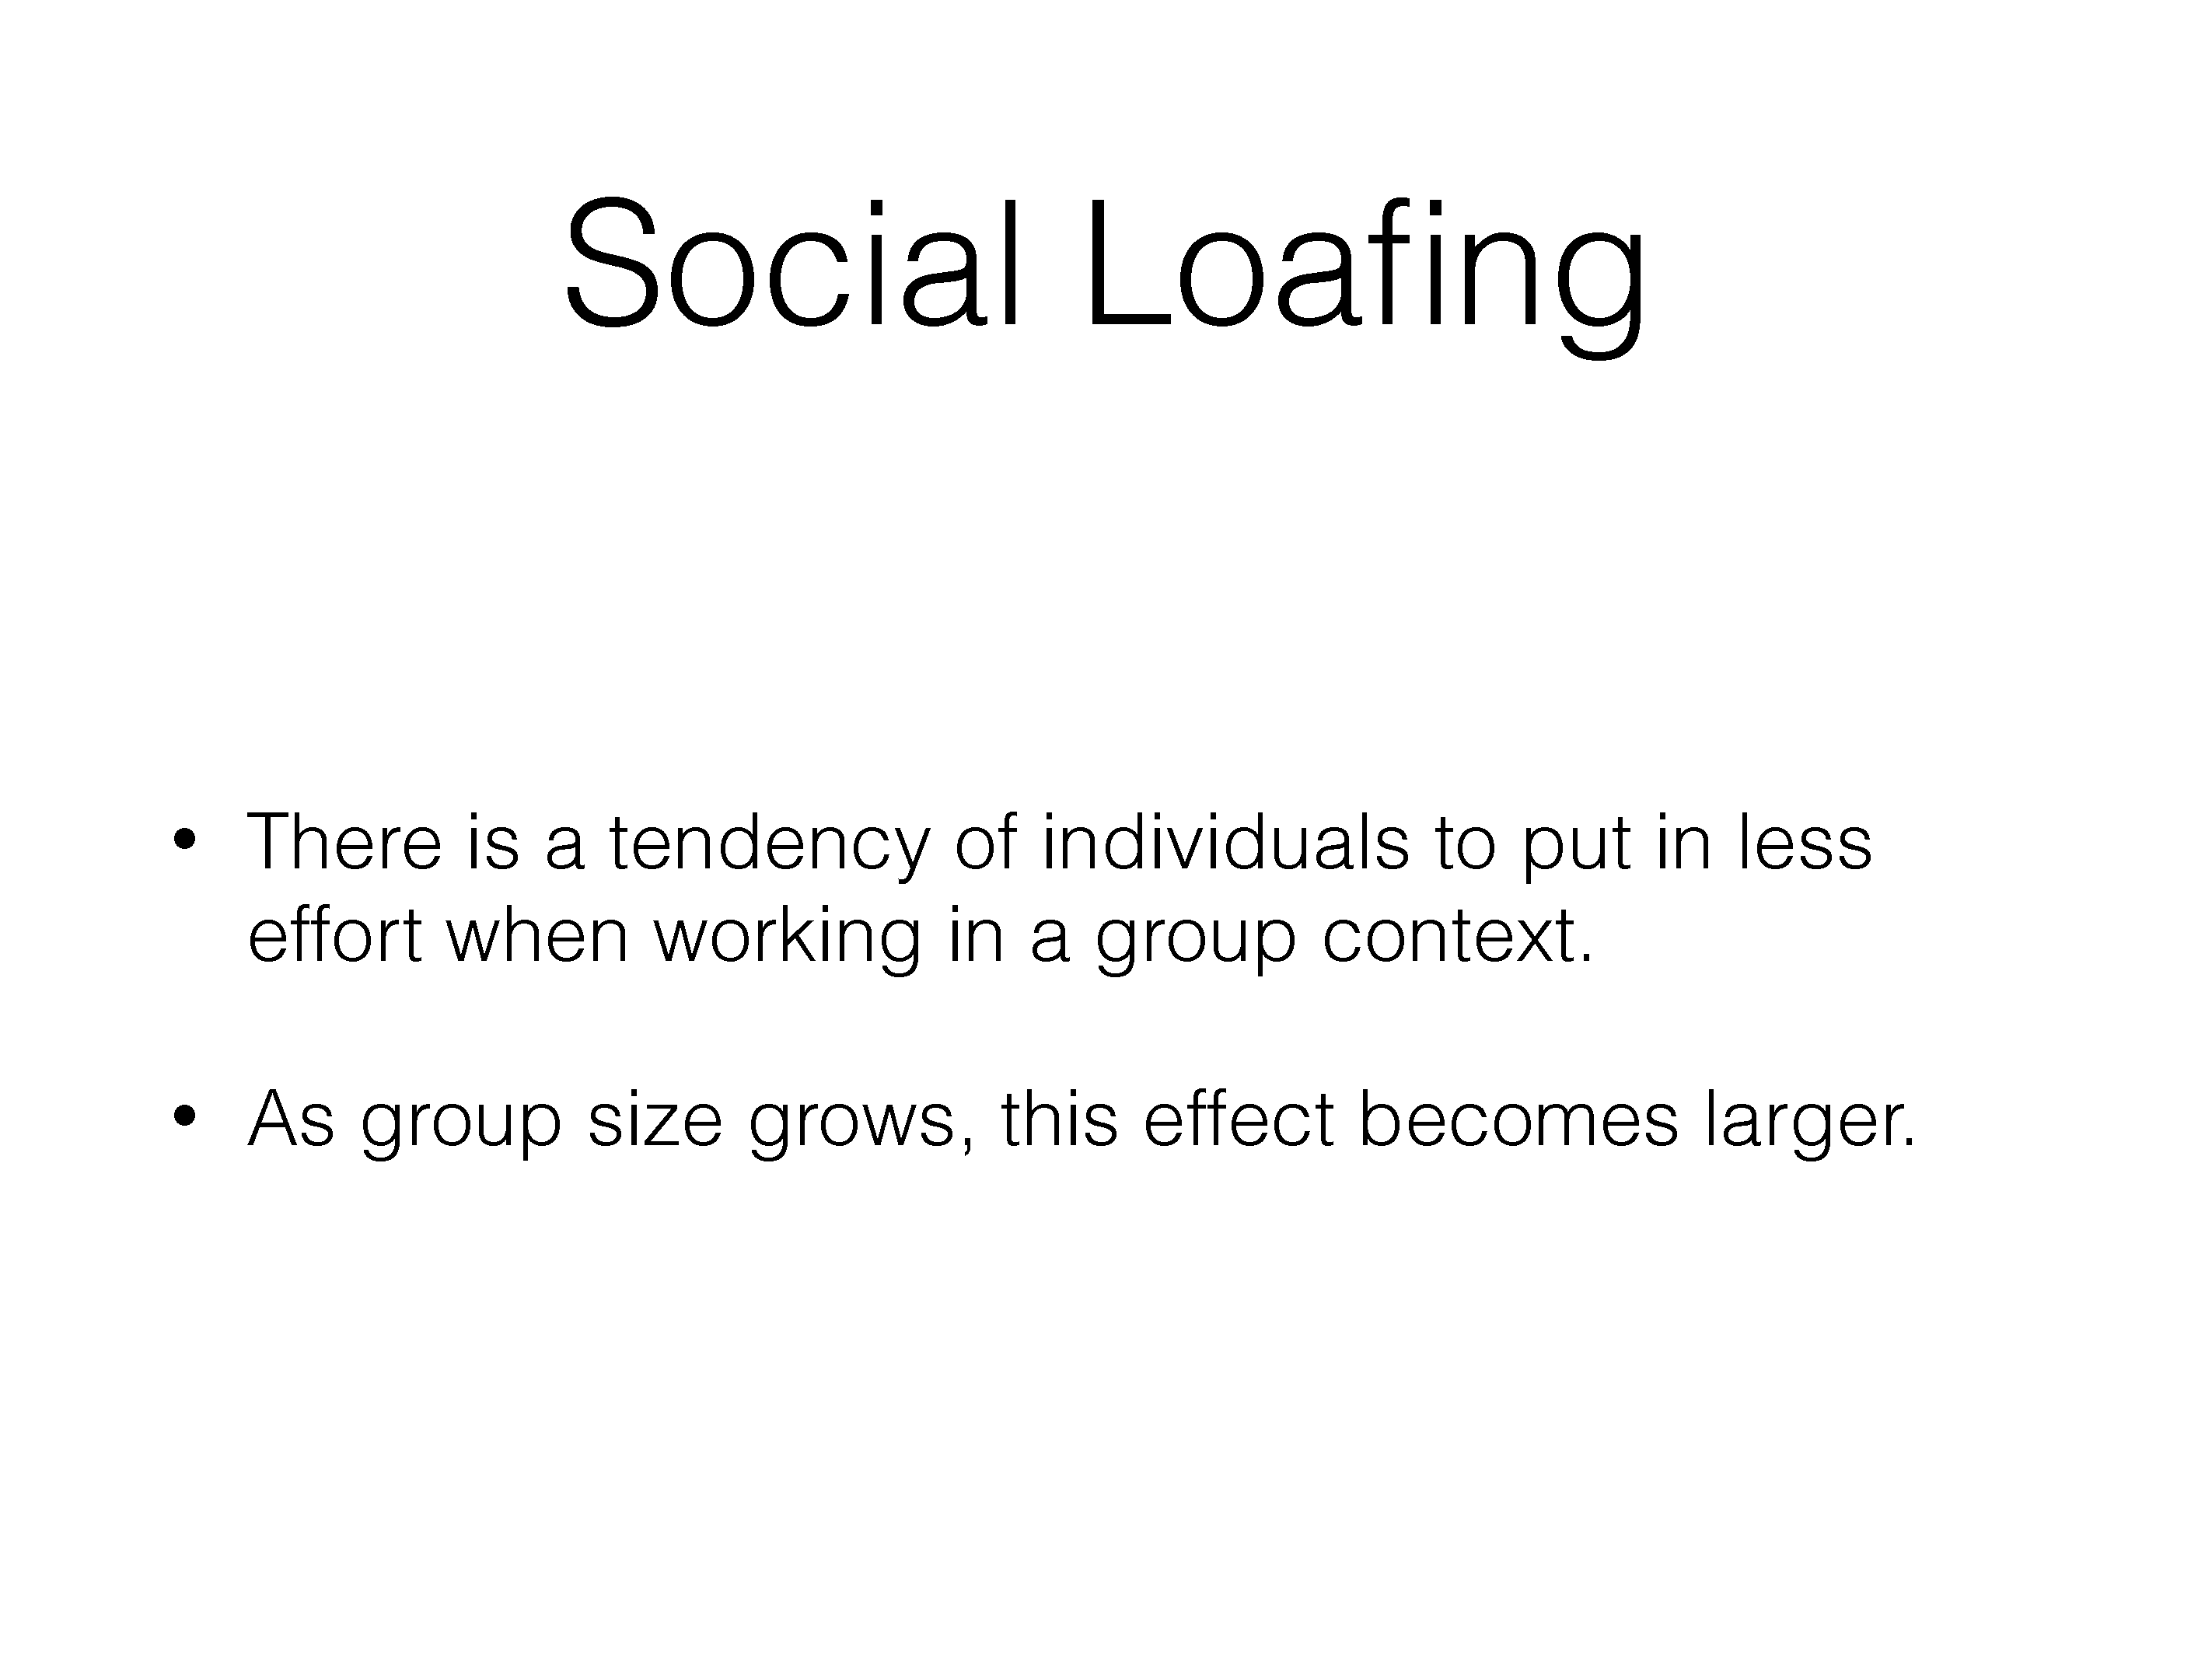 Social Loafing
• There is a tendency of individuals to put in less
effort when working in a group context.
• As group size grows, this effect becomes larger.